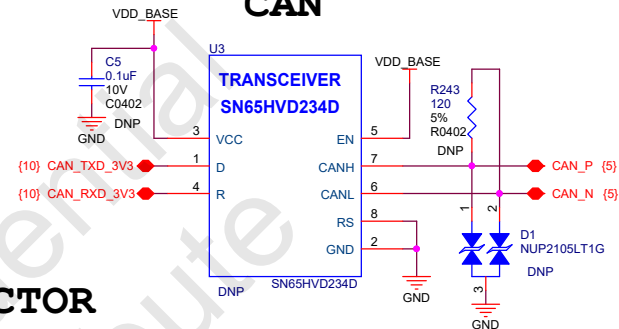 CAN
VDD_BASE
C5
0.1uF
10V
C0402
DNP
GND
U3
TRANSCEIVER
SN65HVD234D
VDD_BASE
R243
120
5%
R0402
DNP
3 VCC
EN 5
{10} CAN_TXD_3V3 1 D
CANH 7 CAN_P {5}
{10} CAN_RXD_3V3 4 R
CANL 6 CAN_N {5}
RS 8
GND 2
DNP SN65HVD234D
GND
1 2
D1
NUP2105LT1G
DNP
3
GND
CTOR